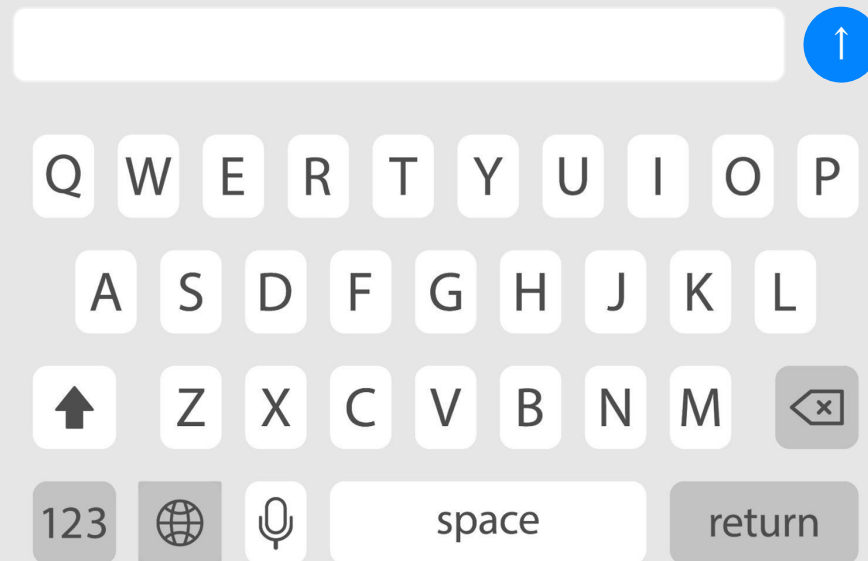 Q W E R T Y U I O P
A S D F G H J K L
Z X C V B N M
123 space return